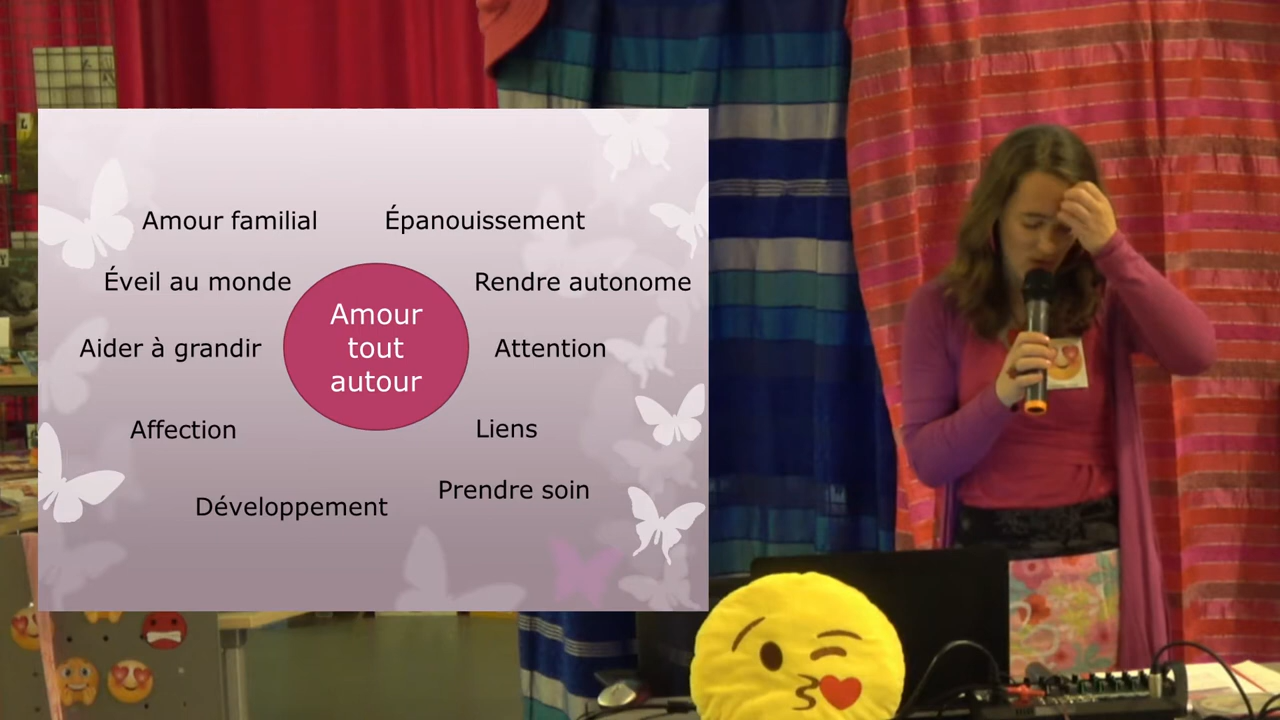 Amour familial
Épanouissement
Éveil au monde
Rendre autonome
Amour
tout
autour
Aider à grandir
Attention
Affection
Liens
Prendre soin
Développement